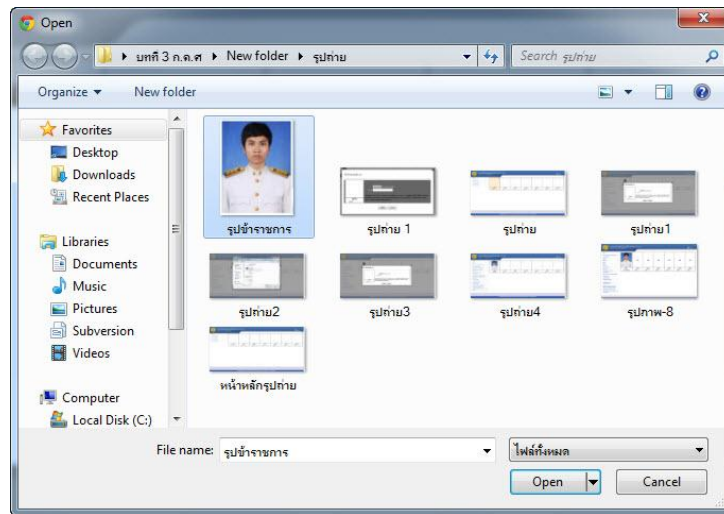 Open
บทที่ 3 ก.ค.ศ ▸ New folder ▸ รูปถ่าย
Search รูปถ่าย
Organize New folder
Favorites
Desktop
Downloads
Recent Places
Libraries
Documents
Music
Pictures
Subversion
Videos
Computer
Local Disk (C:)
รูปข้าราชการ
รูปถ่าย 1
รูปถ่าย
รูปถ่าย1
รูปถ่าย2
รูปถ่าย3
รูปถ่าย4
รูปภาพ-8
หน้าหลักรูปถ่าย
File name: รูปข้าราชการ
ไฟล์ทั้งหมด
Open
Cancel